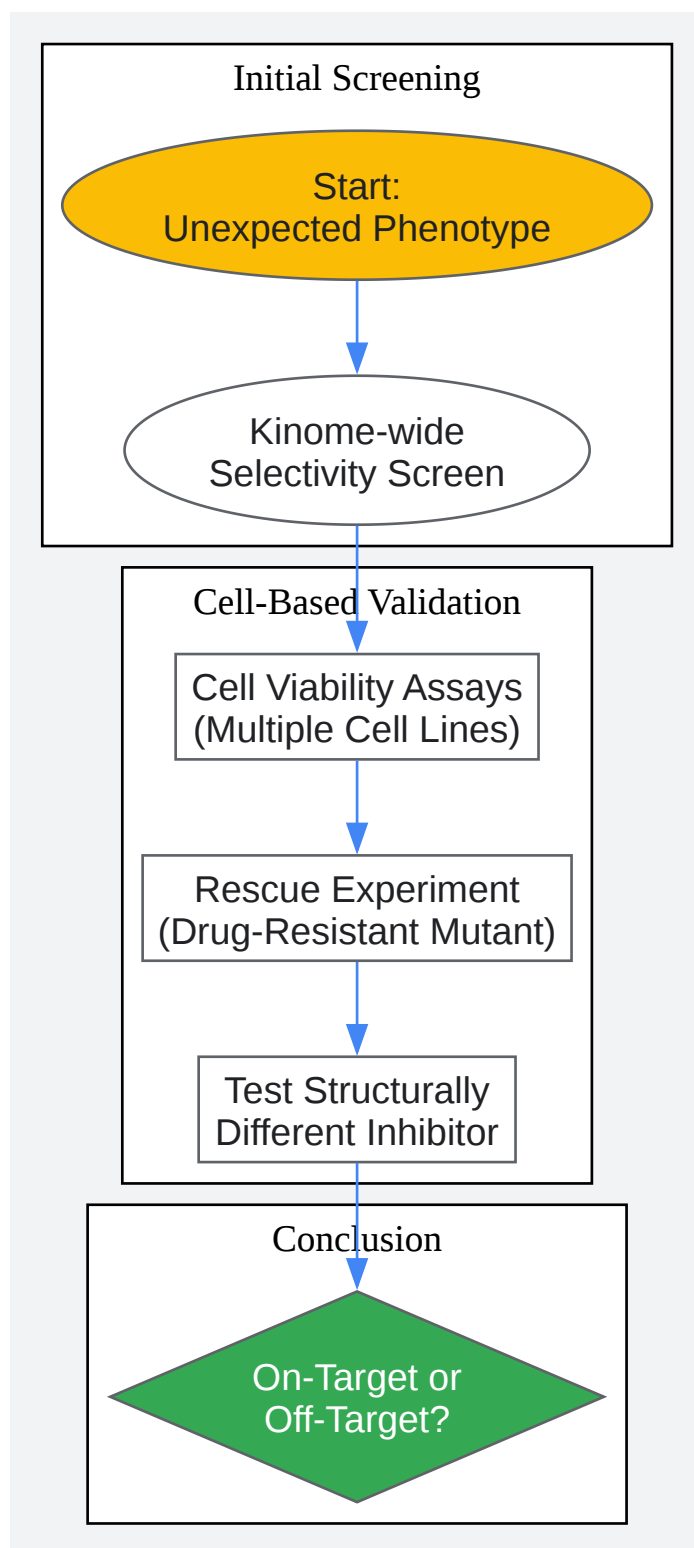 Initial Screening
Start:
Unexpected Phenotype
Kinome-wide
Selectivity Screen
Cell-Based Validation
Cell Viability Assays
(Multiple Cell Lines)
Rescue Experiment
(Drug-Resistant Mutant)
Test Structurally
Different Inhibitor
Conclusion
On-Target or
Off-Target?